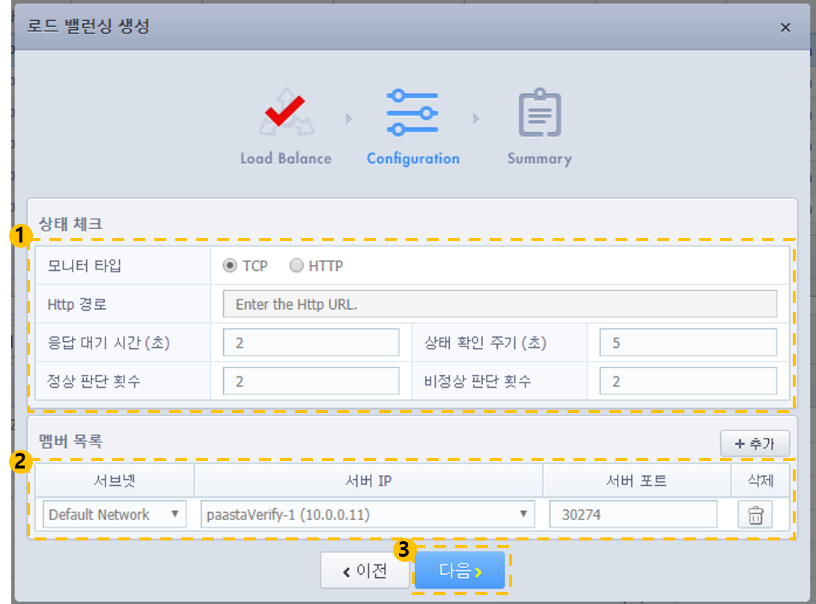 로드 밸런싱 생성 ×
Load Balance Configuration Summary
상태 체크
1
모니터 타입 TCP HTTP
Http 경로 Enter the Http URL.
응답 대기 시간 (초) 2 상태 확인 주기 (초) 5
정상 판단 횟수 2 비정상 판단 횟수 2
멤버 목록 + 추가
2
서브넷 서버 IP 서버 포트 삭제
Default Network paastaVerify-1 (10.0.0.11) 30274
3
< 이전 다음 >